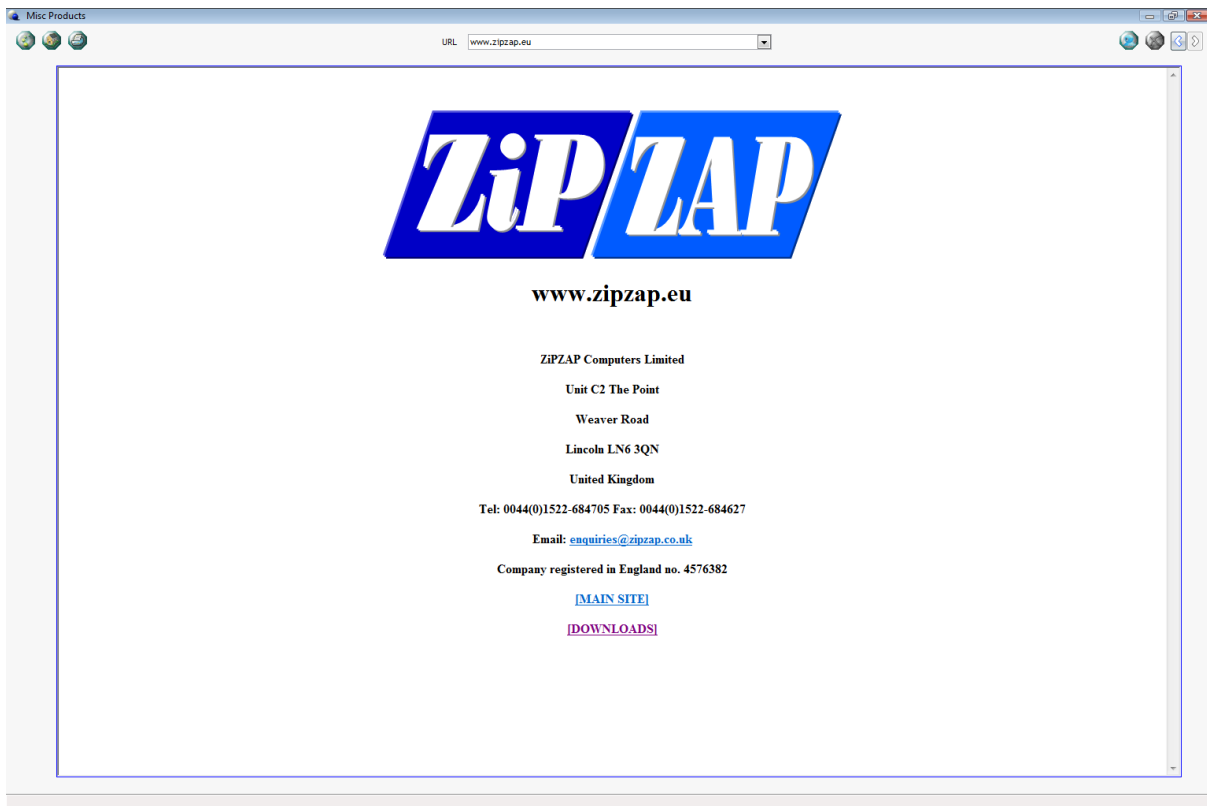 Misc Products
URL www.zipzap.eu
ZiP ZAP
www.zipzap.eu
ZiPZAP Computers Limited
Unit C2 The Point
Weaver Road
Lincoln LN6 3QN
United Kingdom
Tel: 0044(0)1522-684705 Fax: 0044(0)1522-684627
Email: enquiries@zipzap.co.uk
Company registered in England no. 4576382
[MAIN SITE]
[DOWNLOADS]